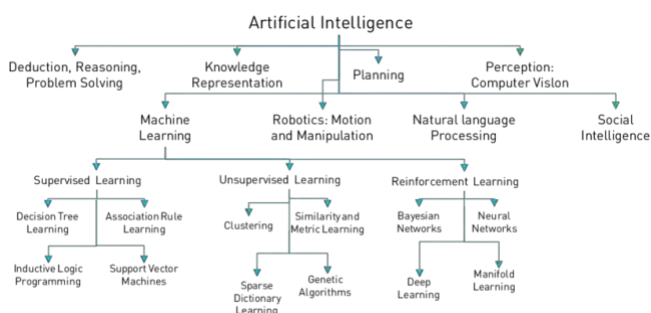 Artificial Intelligence
Deduction, Reasoning,
Problem Solving
Knowledge
Representation
Planning
Perception:
Computer Vislon
Machine
Learning
Robotics: Motion
and Manipulation
Natural language
Processing
Social
Intelligence
Supervised Learning
Unsupervised Learning
Reinforcement Learning
Decision Tree
Learning
Association Rule
Learning
Clustering
Similarity and
Metric Learning
Bayesian
Networks
Neural
Networks
Inductive Logic
Programming
Support Vector
Machines
Sparse
Dictionary
Learning
Genetic
Algorithms
Deep
Learning
Manifold
Learning